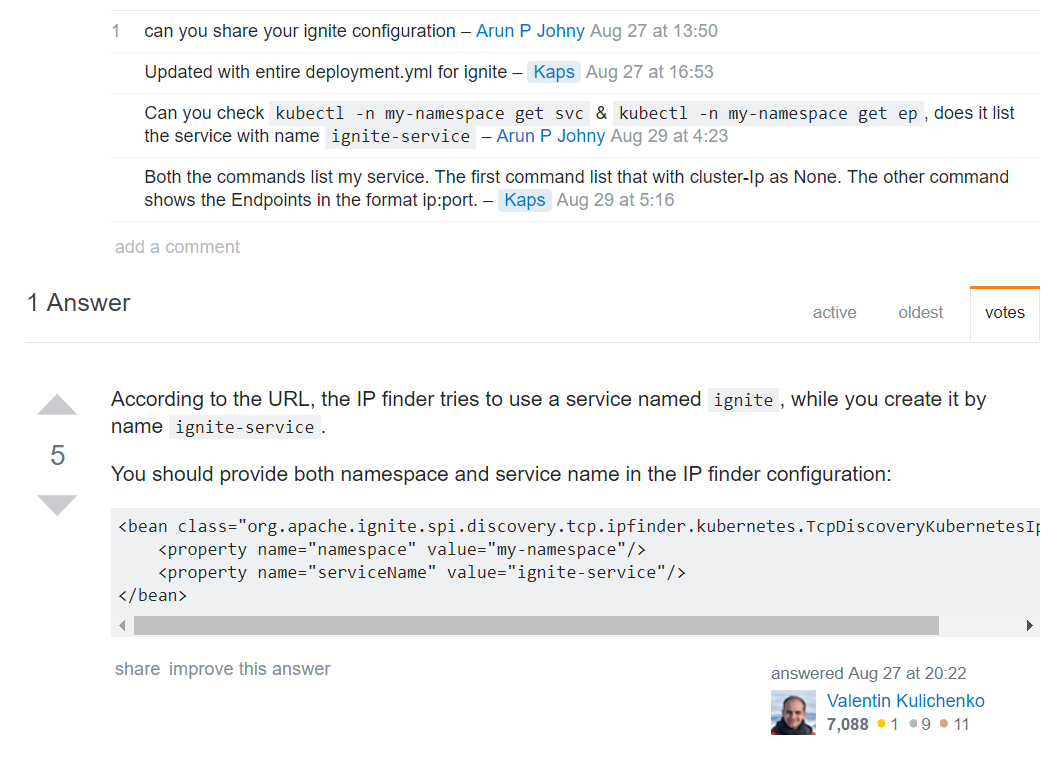 1 can you share your ignite configuration – Arun P Johny Aug 27 at 13:50
Updated with entire deployment.yml for ignite – Kaps Aug 27 at 16:53
Can you check kubectl -n my-namespace get svc & kubectl -n my-namespace get ep , does it list
the service with name ignite-service – Arun P Johny Aug 29 at 4:23
Both the commands list my service. The first command list that with cluster-Ip as None. The other command
shows the Endpoints in the format ip:port. – Kaps Aug 29 at 5:16
add a comment
1 Answer
active oldest votes
According to the URL, the IP finder tries to use a service named ignite , while you create it by
name ignite-service .
5
You should provide both namespace and service name in the IP finder configuration:
<bean class="org.apache.ignite.spi.discovery.tcp.ipfinder.kubernetes.TcpDiscoveryKubernetesIp
    <property name="namespace" value="my-namespace"/>
    <property name="serviceName" value="ignite-service"/>
</bean>
share improve this answer
answered Aug 27 at 20:22
Valentin Kulichenko
7,088 1 9 11